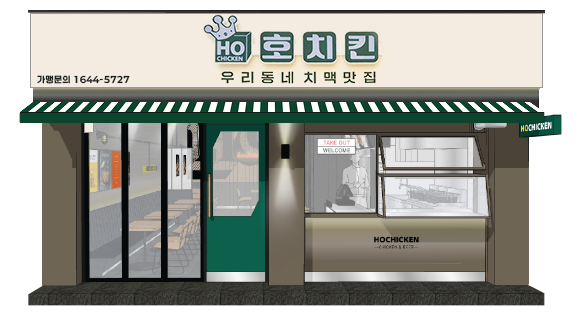 HO
CHICKEN
호치킨
우리동네 치맥맛집
가맹문의 1644-5727
HOCHICKEN
TAKE OUT
WELCOME
HOCHICKEN
CHICKEN & BEER